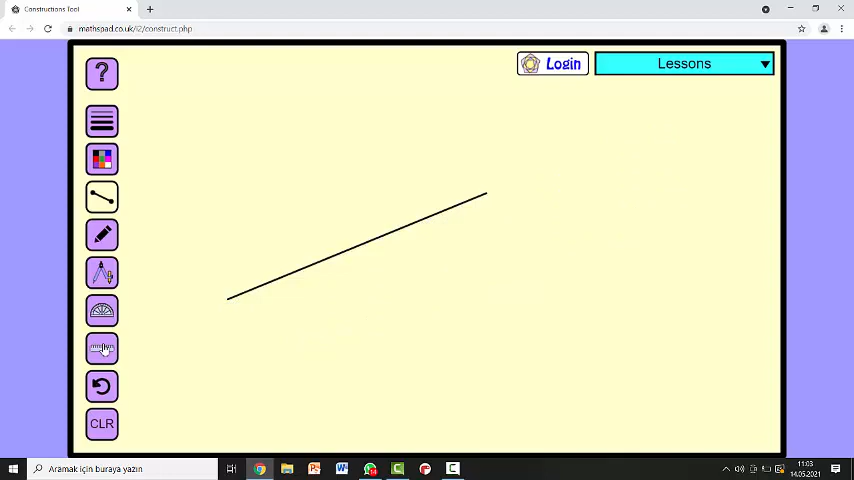 Constructions Tool
mathspad.co.uk/i2/construct.php
?
Login
Lessons
CLR
Aramak için buraya yazın
11:03
14.05.2021